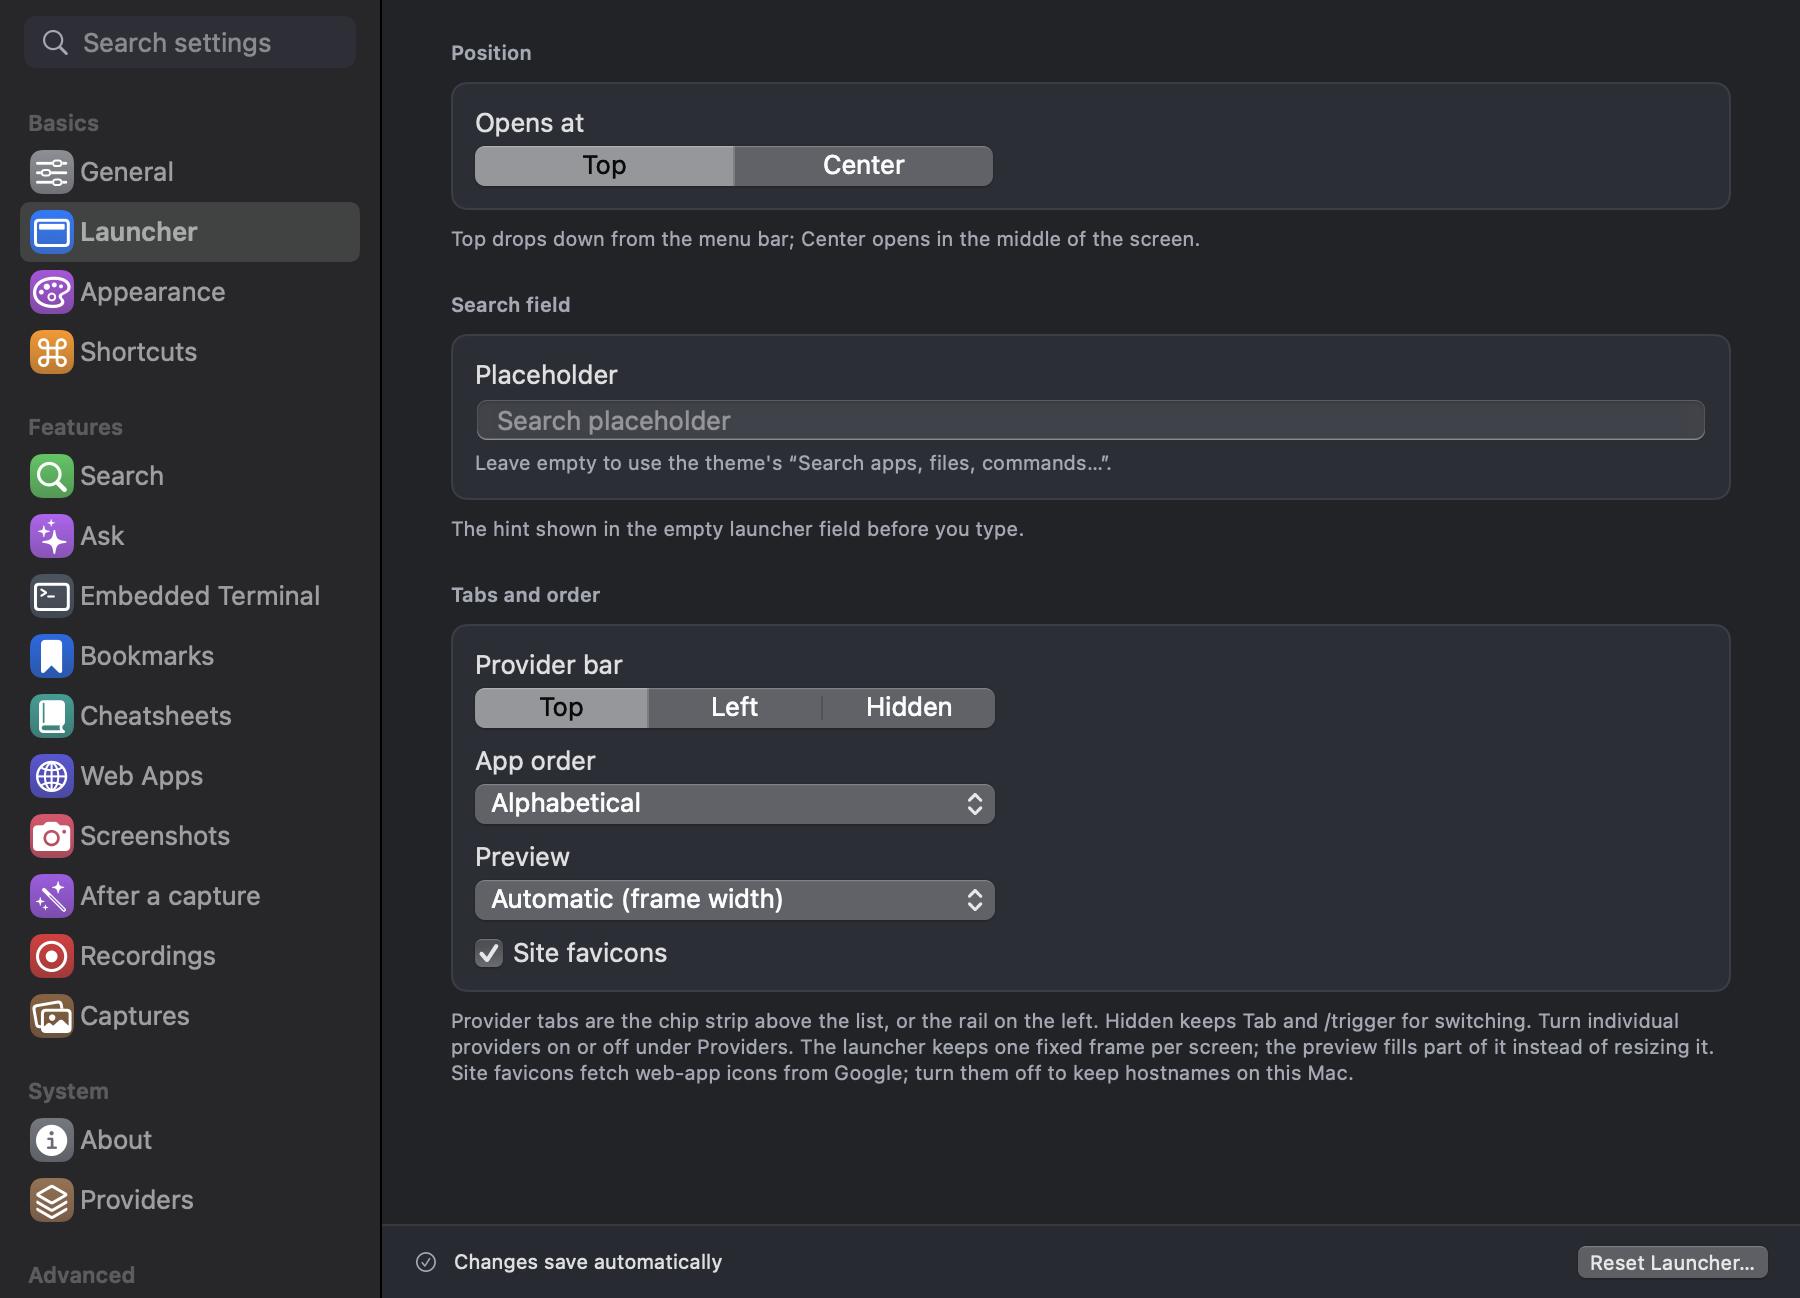 Search settings
Basics
General
Launcher
Appearance
Shortcuts
Features
Search
Ask
Embedded Terminal
Bookmarks
Cheatsheets
Web Apps
Screenshots
After a capture
Recordings
Captures
System
About
Providers
Advanced
Position
Opens at
Top Center
Top drops down from the menu bar; Center opens in the middle of the screen.
Search field
Placeholder
Search placeholder
Leave empty to use the theme's “Search apps, files, commands…”.
The hint shown in the empty launcher field before you type.
Tabs and order
Provider bar
Top Left Hidden
App order
Alphabetical
Preview
Automatic (frame width)
Site favicons
Provider tabs are the chip strip above the list, or the rail on the left. Hidden keeps Tab and /trigger for switching. Turn individual
providers on or off under Providers. The launcher keeps one fixed frame per screen; the preview fills part of it instead of resizing it.
Site favicons fetch web-app icons from Google; turn them off to keep hostnames on this Mac.
Changes save automatically
Reset Launcher…